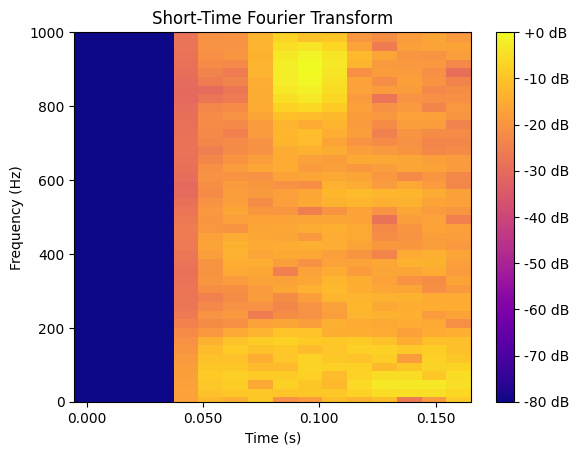 Short-Time Fourier Transform
1000
800
600
400
200
0
Frequency (Hz)
0.000
0.050
0.100
0.150
Time (s)
+0 dB
-10 dB
-20 dB
-30 dB
-40 dB
-50 dB
-60 dB
-70 dB
-80 dB